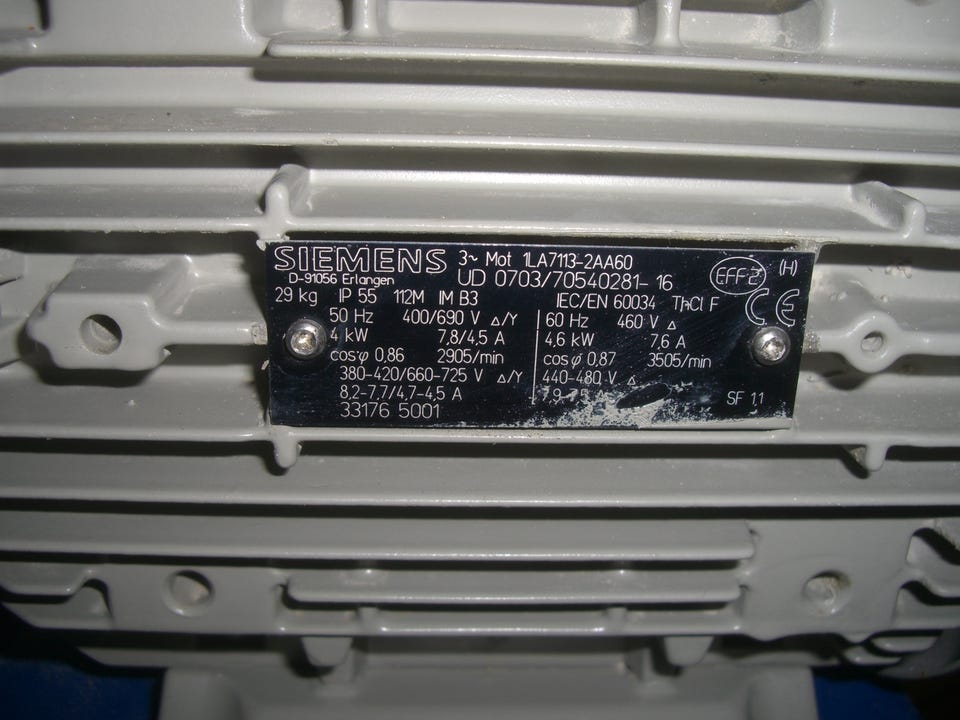 SIEMENS 3~ Mot 1LA7113-2AA60
D-91056 Erlangen UD 0703/70540281-16 EFF2 (H)
29 kg IP 55 112M IM B3 IEC/EN 60034 Th.Cl. F CE
50 Hz 400/690 V △/Y 60 Hz 460 V △
4 kW 7,8/4,5 A 4,6 kW 7,6 A
cosφ 0,86 2905/min cosφ 0,87 3505/min
380-420/660-725 V △/Y 440-480 V △
8,2-7,7/4,7-4,5 A SF 1,1
33176 5001